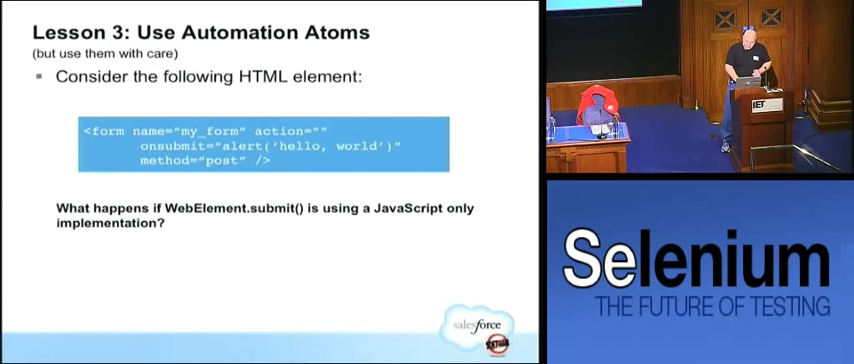 Lesson 3: Use Automation Atoms
(but use them with care)
Consider the following HTML element:
<form name="my_form" action=""
onsubmit="alert('hello, world')"
method="post" />
What happens if WebElement.submit() is using a JavaScript only
implementation?
salesforce
SOFTWARE
IET
Selenium
THE FUTURE OF TESTING